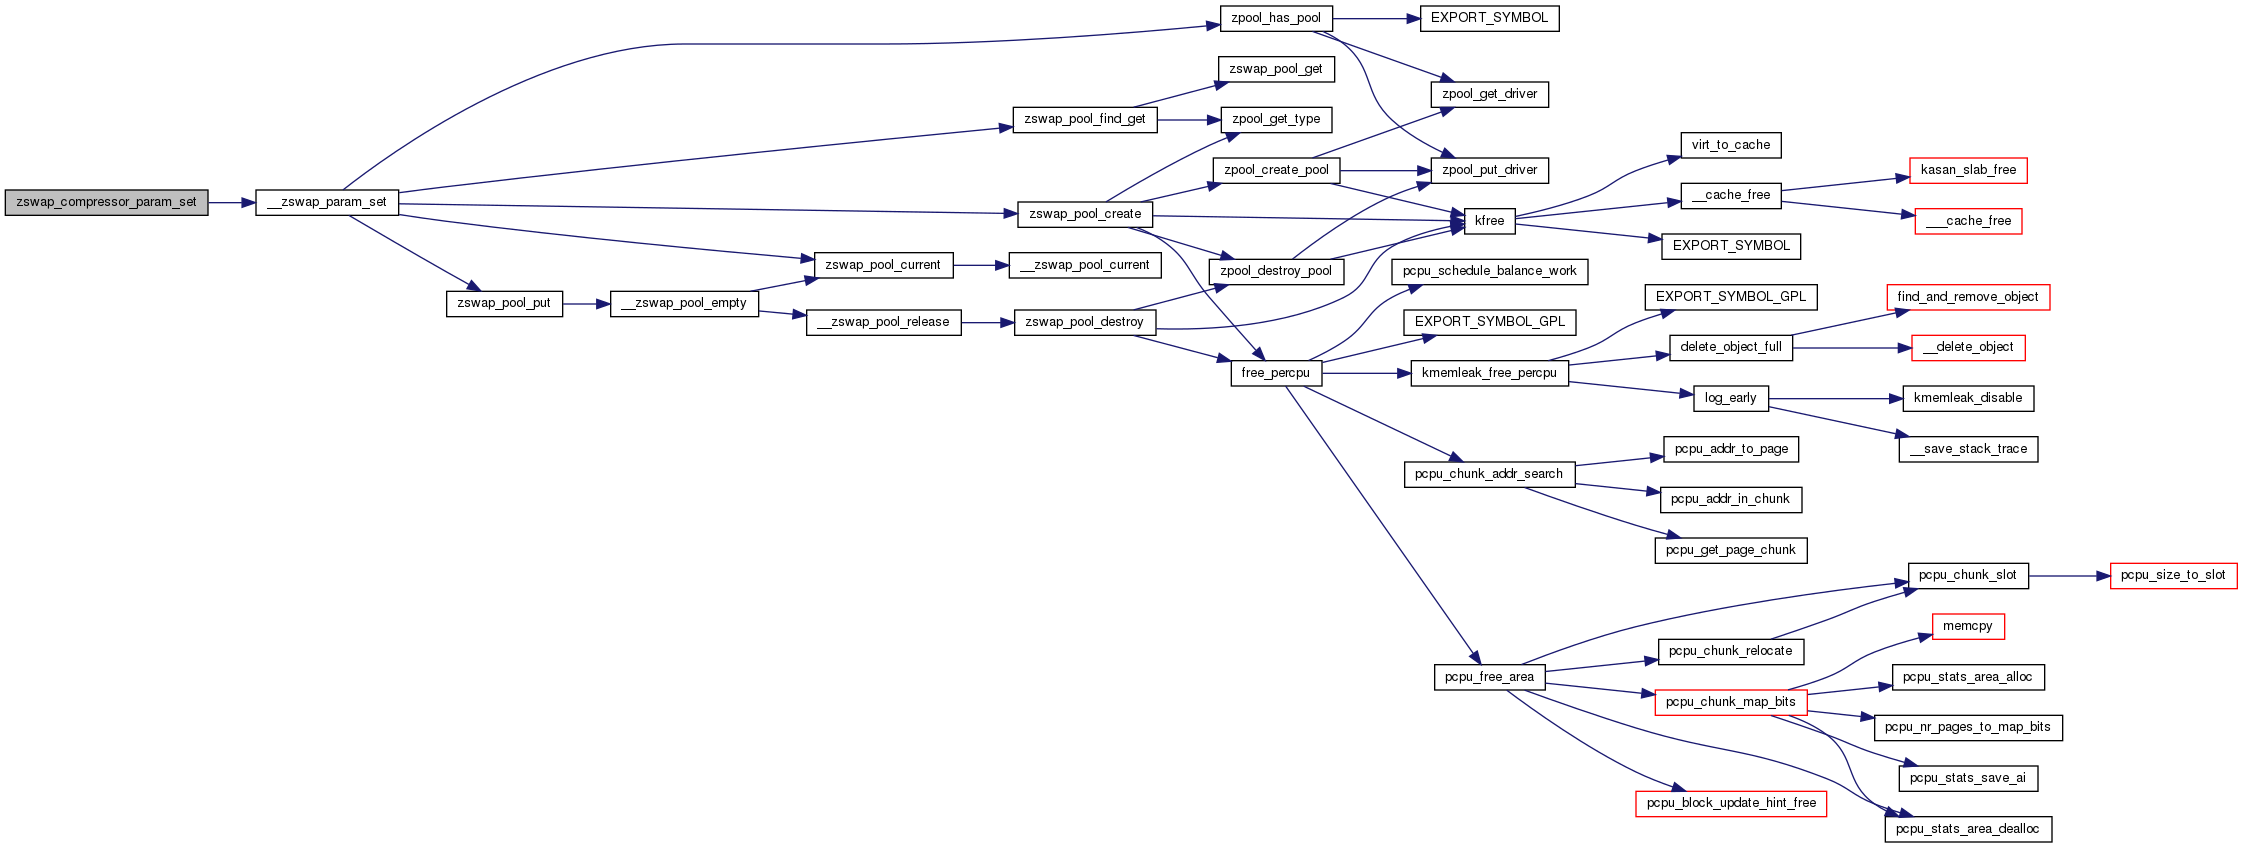 zswap_compressor_param_set
__zswap_param_set
zpool_has_pool
EXPORT_SYMBOL
zswap_pool_get
zpool_get_driver
zswap_pool_find_get
zpool_get_type
virt_to_cache
zpool_create_pool
zpool_put_driver
kasan_slab_free
__cache_free
zswap_pool_create
kfree
___cache_free
EXPORT_SYMBOL
zswap_pool_current
__zswap_pool_current
zpool_destroy_pool
pcpu_schedule_balance_work
zswap_pool_put
__zswap_pool_empty
EXPORT_SYMBOL_GPL
find_and_remove_object
__zswap_pool_release
zswap_pool_destroy
EXPORT_SYMBOL_GPL
delete_object_full
__delete_object
free_percpu
kmemleak_free_percpu
log_early
kmemleak_disable
pcpu_addr_to_page
__save_stack_trace
pcpu_chunk_addr_search
pcpu_addr_in_chunk
pcpu_get_page_chunk
pcpu_chunk_slot
pcpu_size_to_slot
memcpy
pcpu_chunk_relocate
pcpu_free_area
pcpu_stats_area_alloc
pcpu_chunk_map_bits
pcpu_nr_pages_to_map_bits
pcpu_stats_save_ai
pcpu_block_update_hint_free
pcpu_stats_area_dealloc